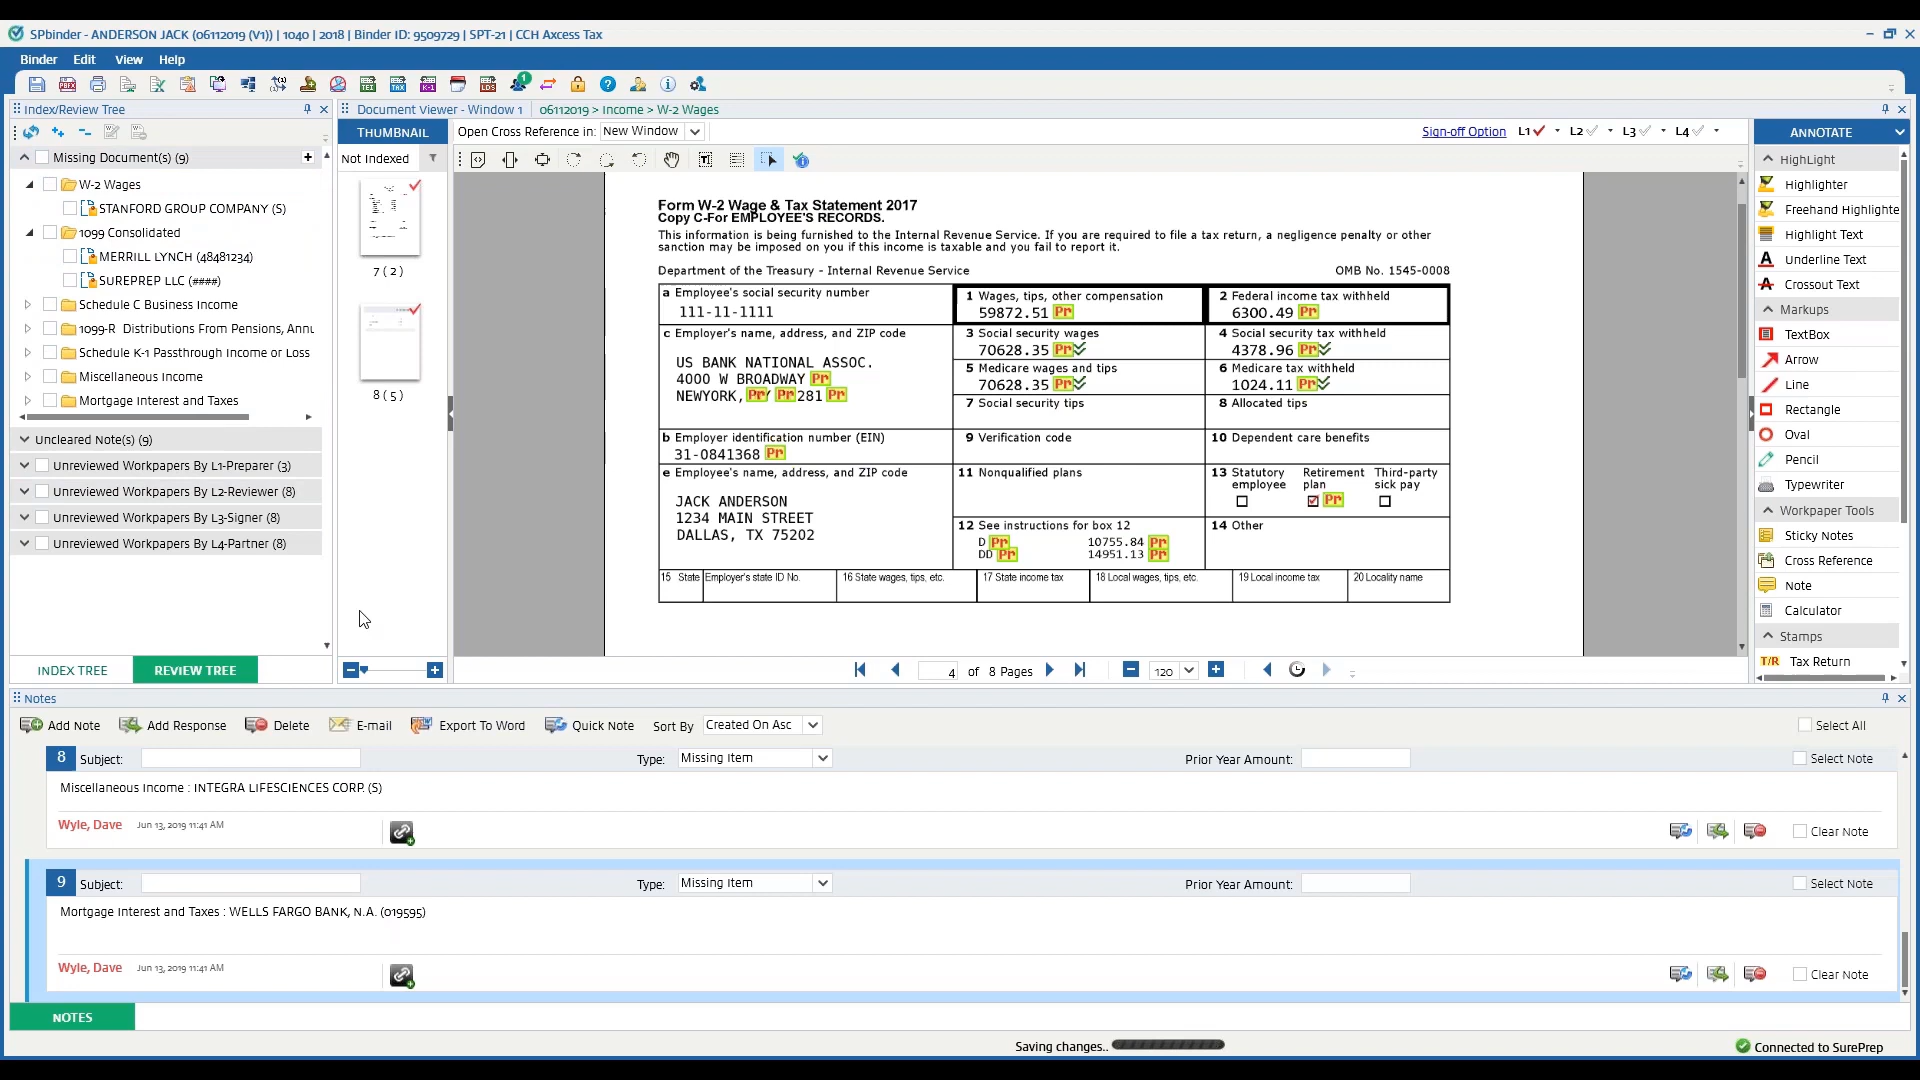 SPbinder - ANDERSON JACK (06112019 (V1)) | 1040 | 2018 | Binder ID: 9509729 | SPT-21 | CCH Axcess Tax
Binder Edit View Help
1
Index/Review Tree
Missing Document(s) (9)
W-2 Wages
STANFORD GROUP COMPANY (S)
1099 Consolidated
MERRILL LYNCH (48481234)
SUREPREP LLC (####)
Schedule C Business Income
1099-R Distributions From Pensions, Annu
Schedule K-1 Passthrough Income or Loss
Miscellaneous Income
Mortgage Interest and Taxes
Uncleared Note(s) (9)
Unreviewed Workpapers By L1-Preparer (3)
Unreviewed Workpapers By L2-Reviewer (8)
Unreviewed Workpapers By L3-Signer (8)
Unreviewed Workpapers By L4-Partner (8)
INDEX TREE REVIEW TREE
Document Viewer - Window 1 06112019 > Income > W-2 Wages
THUMBNAIL Open Cross Reference in: New Window Sign-off Option L1 L2 L3 L4
Not Indexed
7 (2)
8 (5)
Form W-2 Wage & Tax Statement 2017
Copy C-For EMPLOYEE'S RECORDS.
This information is being furnished to the Internal Revenue Service. If you are required to file a tax return, a negligence penalty or other
sanction may be imposed on you if this income is taxable and you fail to report it.
Department of the Treasury - Internal Revenue Service OMB No. 1545-0008
a Employee's social security number
111-11-1111
1 Wages, tips, other compensation
59872.51 Pr
2 Federal income tax withheld
6300.49 Pr
c Employer's name, address, and ZIP code
US BANK NATIONAL ASSOC.
4000 W BROADWAY Pr
NEWYORK, Pr Pr 281 Pr
3 Social security wages
70628.35 Pr
4 Social security tax withheld
4378.96 Pr
5 Medicare wages and tips
70628.35 Pr
6 Medicare tax withheld
1024.11 Pr
7 Social security tips
8 Allocated tips
b Employer identification number (EIN)
31-0841368 Pr
9 Verification code
10 Dependent care benefits
e Employee's name, address, and ZIP code
JACK ANDERSON
1234 MAIN STREET
DALLAS, TX 75202
11 Nonqualified plans
13 Statutory employee Retirement plan Third-party sick pay
Pr
12 See instructions for box 12
D Pr 10755.84 Pr
DD Pr 14951.13 Pr
14 Other
15 State Employer's state ID No. 16 State wages, tips, etc. 17 State income tax 18 Local wages, tips, etc. 19 Local income tax 20 Locality name
4 of 8 Pages 120
ANNOTATE
HighLight
Highlighter
Freehand Highlighte
Highlight Text
Underline Text
Crossout Text
Markups
TextBox
Arrow
Line
Rectangle
Oval
Pencil
Typewriter
Workpaper Tools
Sticky Notes
Cross Reference
Note
Calculator
Stamps
T/R Tax Return
Notes
Add Note Add Response Delete E-mail Export To Word Quick Note Sort By Created On Asc Select All
8 Subject: Type: Missing Item Prior Year Amount: Select Note
Miscellaneous Income : INTEGRA LIFESCIENCES CORP. (S)
Wyle, Dave Jun 13, 2019 11:41 AM Clear Note
9 Subject: Type: Missing Item Prior Year Amount: Select Note
Mortgage Interest and Taxes : WELLS FARGO BANK, N.A. (019595)
Wyle, Dave Jun 13, 2019 11:41 AM Clear Note
NOTES
Saving changes.. Connected to SurePrep